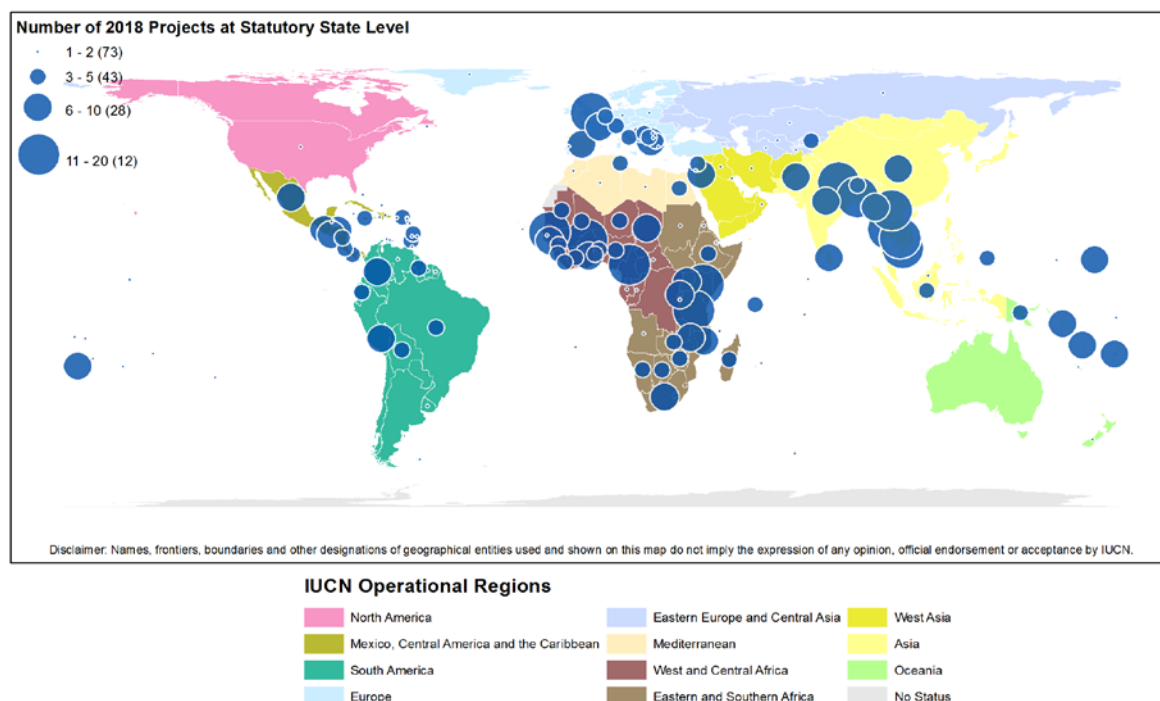 Number of 2018 Projects at Statutory State Level
1 - 2 (73)
3 - 5 (43)
6 - 10 (28)
11 - 20 (12)
Disclaimer: Names, frontiers, boundaries and other designations of geographical entities used and shown on this map do not imply the expression of any opinion, official endorsement or acceptance by IUCN.
IUCN Operational Regions
North America
Mexico, Central America and the Caribbean
South America
Europe
Eastern Europe and Central Asia
Mediterranean
West and Central Africa
Eastern and Southern Africa
West Asia
Asia
Oceania
No Status